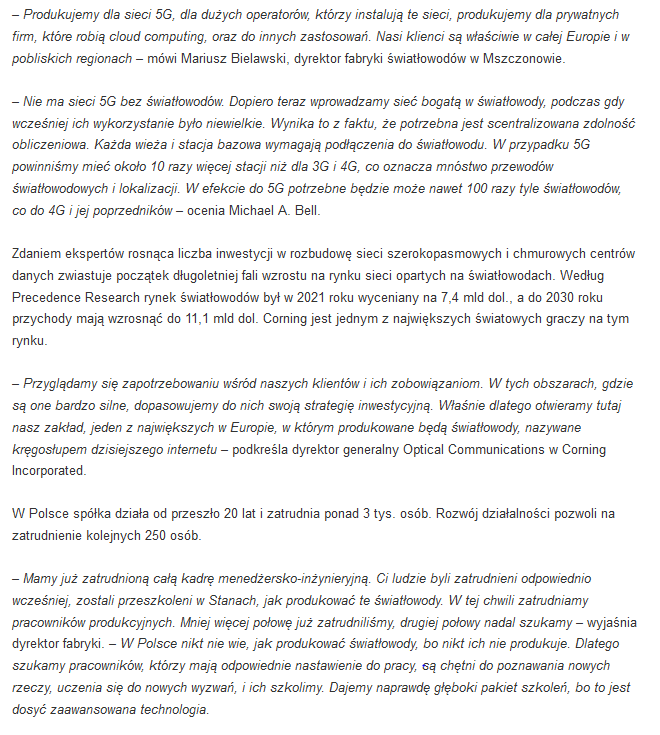 – Produkujemy dla sieci 5G, dla dużych operatorów, którzy instalują te sieci, produkujemy dla prywatnych
firm, które robią cloud computing, oraz do innych zastosowań. Nasi klienci są właściwie w całej Europie i w
pobliskich regionach – mówi Mariusz Bielawski, dyrektor fabryki światłowodów w Mszczonowie.
– Nie ma sieci 5G bez światłowodów. Dopiero teraz wprowadzamy sieć bogatą w światłowody, podczas gdy
wcześniej ich wykorzystanie było niewielkie. Wynika to z faktu, że potrzebna jest scentralizowana zdolność
obliczeniowa. Każda wieża i stacja bazowa wymagają podłączenia do światłowodu. W przypadku 5G
powinniśmy mieć około 10 razy więcej stacji niż dla 3G i 4G, co oznacza mnóstwo przewodów
światłowodowych i lokalizacji. W efekcie do 5G potrzebne będzie może nawet 100 razy tyle światłowodów,
co do 4G i jej poprzedników – ocenia Michael A. Bell.
Zdaniem ekspertów rosnąca liczba inwestycji w rozbudowę sieci szerokopasmowych i chmurowych centrów
danych zwiastuje początek długoletniej fali wzrostu na rynku sieci opartych na światłowodach. Według
Precedence Research rynek światłowodów był w 2021 roku wyceniany na 7,4 mld dol., a do 2030 roku
przychody mają wzrosnąć do 11,1 mld dol. Corning jest jednym z największych światowych graczy na tym
rynku.
– Przyglądamy się zapotrzebowaniu wśród naszych klientów i ich zobowiązaniom. W tych obszarach, gdzie
są one bardzo silne, dopasowujemy do nich swoją strategię inwestycyjną. Właśnie dlatego otwieramy tutaj
nasz zakład, jeden z największych w Europie, w którym produkowane będą światłowody, nazywane
kręgosłupem dzisiejszego internetu – podkreśla dyrektor generalny Optical Communications w Corning
Incorporated.
W Polsce spółka działa od przeszło 20 lat i zatrudnia ponad 3 tys. osób. Rozwój działalności pozwoli na
zatrudnienie kolejnych 250 osób.
– Mamy już zatrudnioną całą kadrę menedżersko-inżynieryjną. Ci ludzie byli zatrudnieni odpowiednio
wcześniej, zostali przeszkoleni w Stanach, jak produkować te światłowody. W tej chwili zatrudniamy
pracowników produkcyjnych. Mniej więcej połowę już zatrudniliśmy, drugiej połowy nadal szukamy – wyjaśnia
dyrektor fabryki. – W Polsce nikt nie wie, jak produkować światłowody, bo nikt ich nie produkuje. Dlatego
szukamy pracowników, którzy mają odpowiednie nastawienie do pracy, są chętni do poznawania nowych
rzeczy, uczenia się do nowych wyzwań, i ich szkolimy. Dajemy naprawdę głęboki pakiet szkoleń, bo to jest
dosyć zaawansowana technologia.